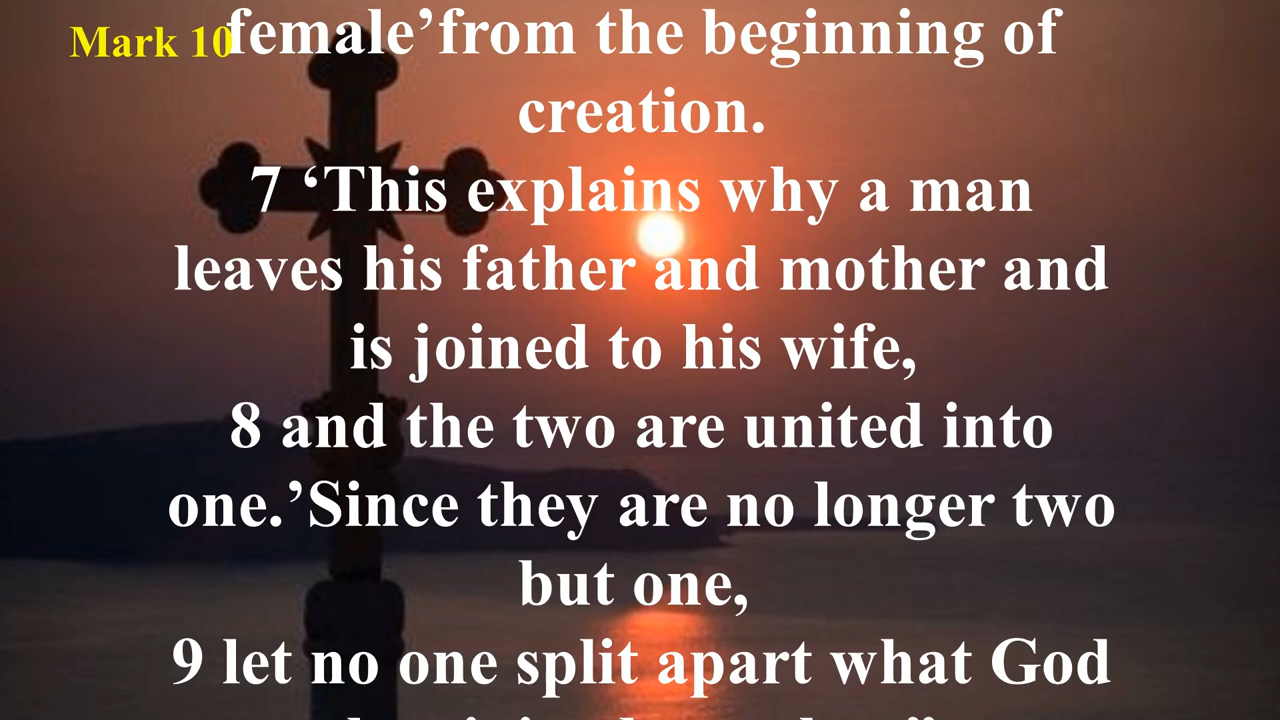 Mark 10
female’from the beginning of
creation.
7 ‘This explains why a man
leaves his father and mother and
is joined to his wife,
8 and the two are united into
one.’Since they are no longer two
but one,
9 let no one split apart what God